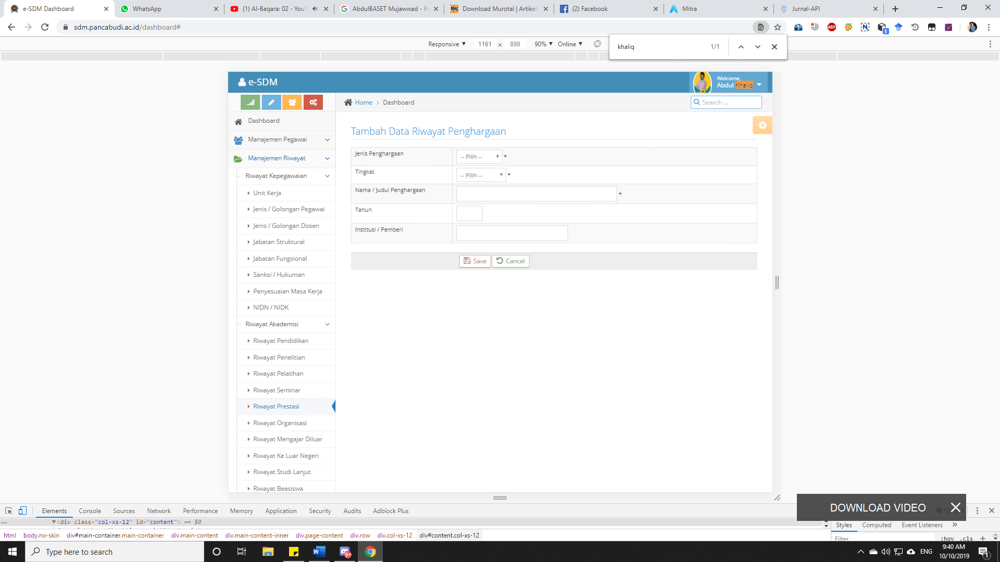 e-SDM Dashboard
WhatsApp
(1) Al-Baqara: 02 - YouT
AbdulBASET Mujawwad - P
Download Murotal | Artikel
(2) Facebook
Mitra
Jurnal-API
sdm.pancabudi.ac.id/dashboard#
Responsive 1161 x 898 90% Online
khaliq 1/1
e-SDM
Welcome,
Abdul Khaliq
Home > Dashboard
Search ...
Dashboard
Manajemen Pegawai
Manajemen Riwayat
Riwayat Kepegawaian
Unit Kerja
Jenis / Golongan Pegawai
Jenis / Golongan Dosen
Jabatan Struktural
Jabatan Fungsional
Sanksi / Hukuman
Penyesuaian Masa Kerja
NIDN / NIDK
Riwayat Akademisi
Riwayat Pendidikan
Riwayat Penelitian
Riwayat Pelatihan
Riwayat Seminar
Riwayat Prestasi
Riwayat Organisasi
Riwayat Mengajar Diluar
Riwayat Ke Luar Negeri
Riwayat Studi Lanjut
Riwayat Beasiswa
Tambah Data Riwayat Penghargaan
Jenis Penghargaan -- Pilih -- *
Tingkat -- Pilih -- *
Nama / Judul Penghargaan *
Tahun
Institusi / Pemberi
Save Cancel
DOWNLOAD VIDEO
Elements Console Sources Network Performance Memory Application Security Audits Adblock Plus
<div class="col-xs-12" id="content"> == $0
html body.no-skin div#main-container.main-container div.main-content div.main-content-inner div.page-content div.row div.col-xs-12 div#content.col-xs-12
Styles Computed Event Listeners
Filter :hov .cls +
Type here to search
9+
ENG
9:40 AM
10/10/2019
1